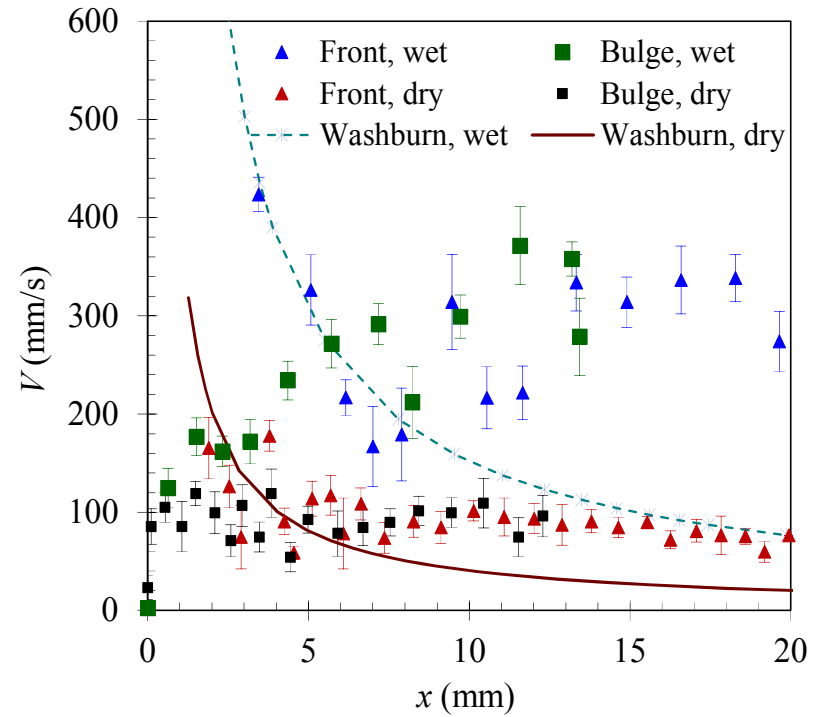 600
500
400
300
200
100
0
V (mm/s)
Front, wet
Bulge, wet
Front, dry
Bulge, dry
Washburn, wet
Washburn, dry
0 5 10 15 20
x (mm)